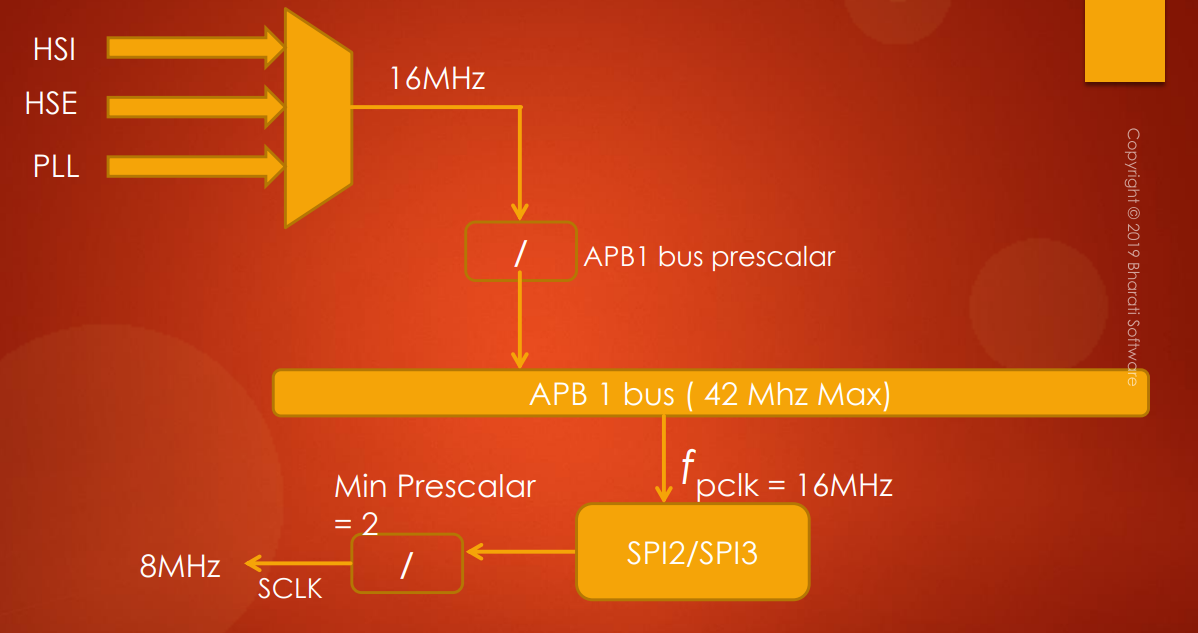 HSI
16MHz
HSE
PLL
/
APB1 bus prescalar
APB 1 bus ( 42 Mhz Max)
f pclk = 16MHz
Min Prescalar
= 2
SPI2/SPI3
/
8MHz
SCLK
Copyright © 2019 Bharati Software